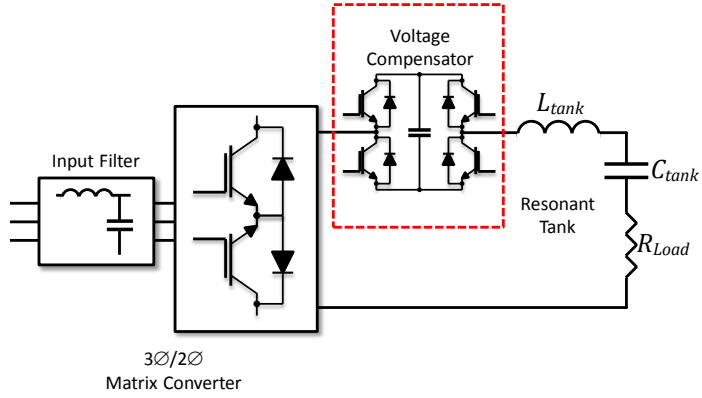 Voltage
Compensator
L_tank
Input Filter
C_tank
Resonant
Tank
R_Load
3∅/2∅
Matrix Converter